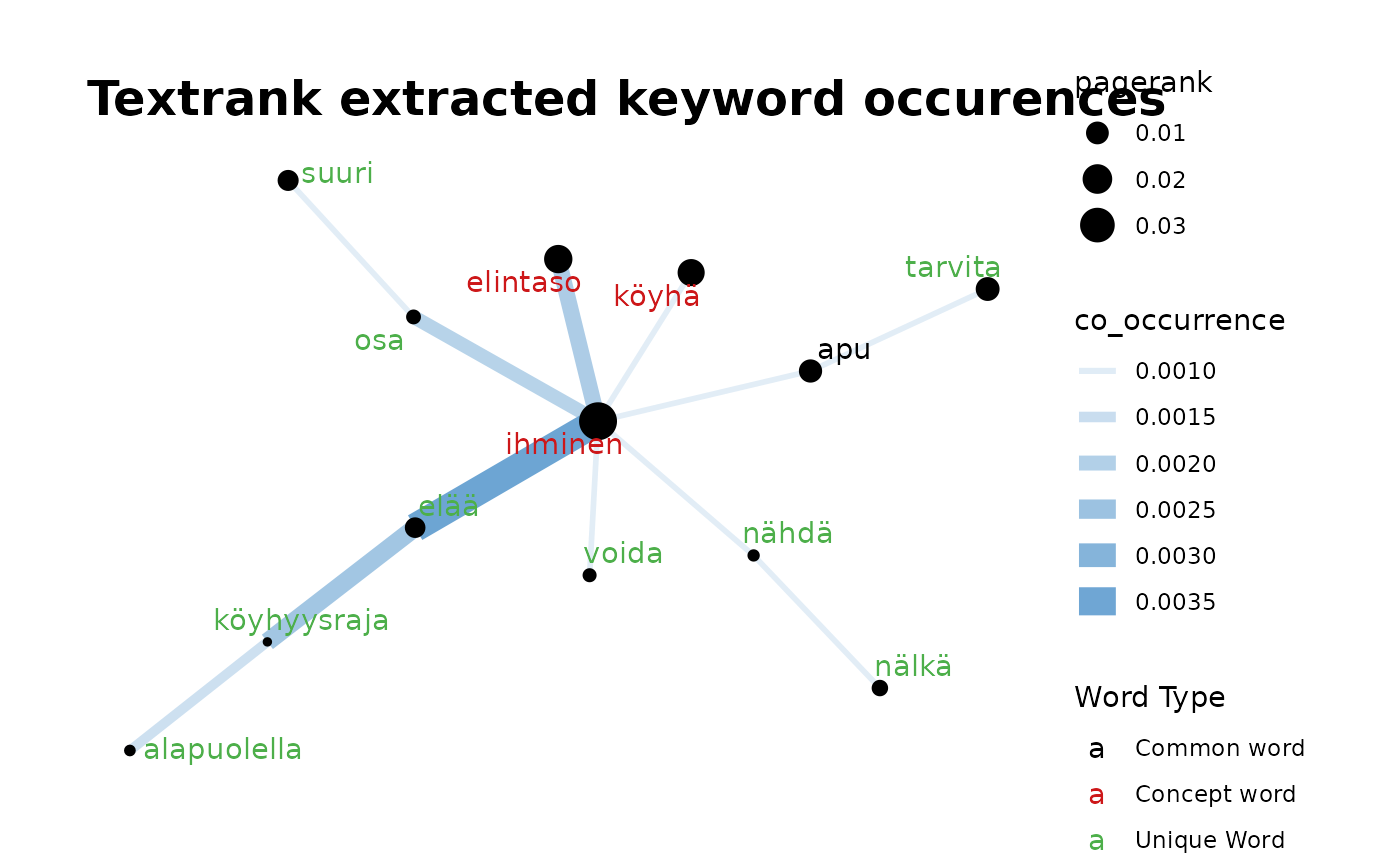 Textrank extracted keyword occurences
suuri
elintaso
köyhä
tarvita
osa
apu
ihminen
elää
voida
nähdä
köyhyysraja
nälkä
alapuolella
pagerank
0.01
0.02
0.03
co_occurrence
0.0010
0.0015
0.0020
0.0025
0.0030
0.0035
Word Type
a Common word
a Concept word
a Unique Word